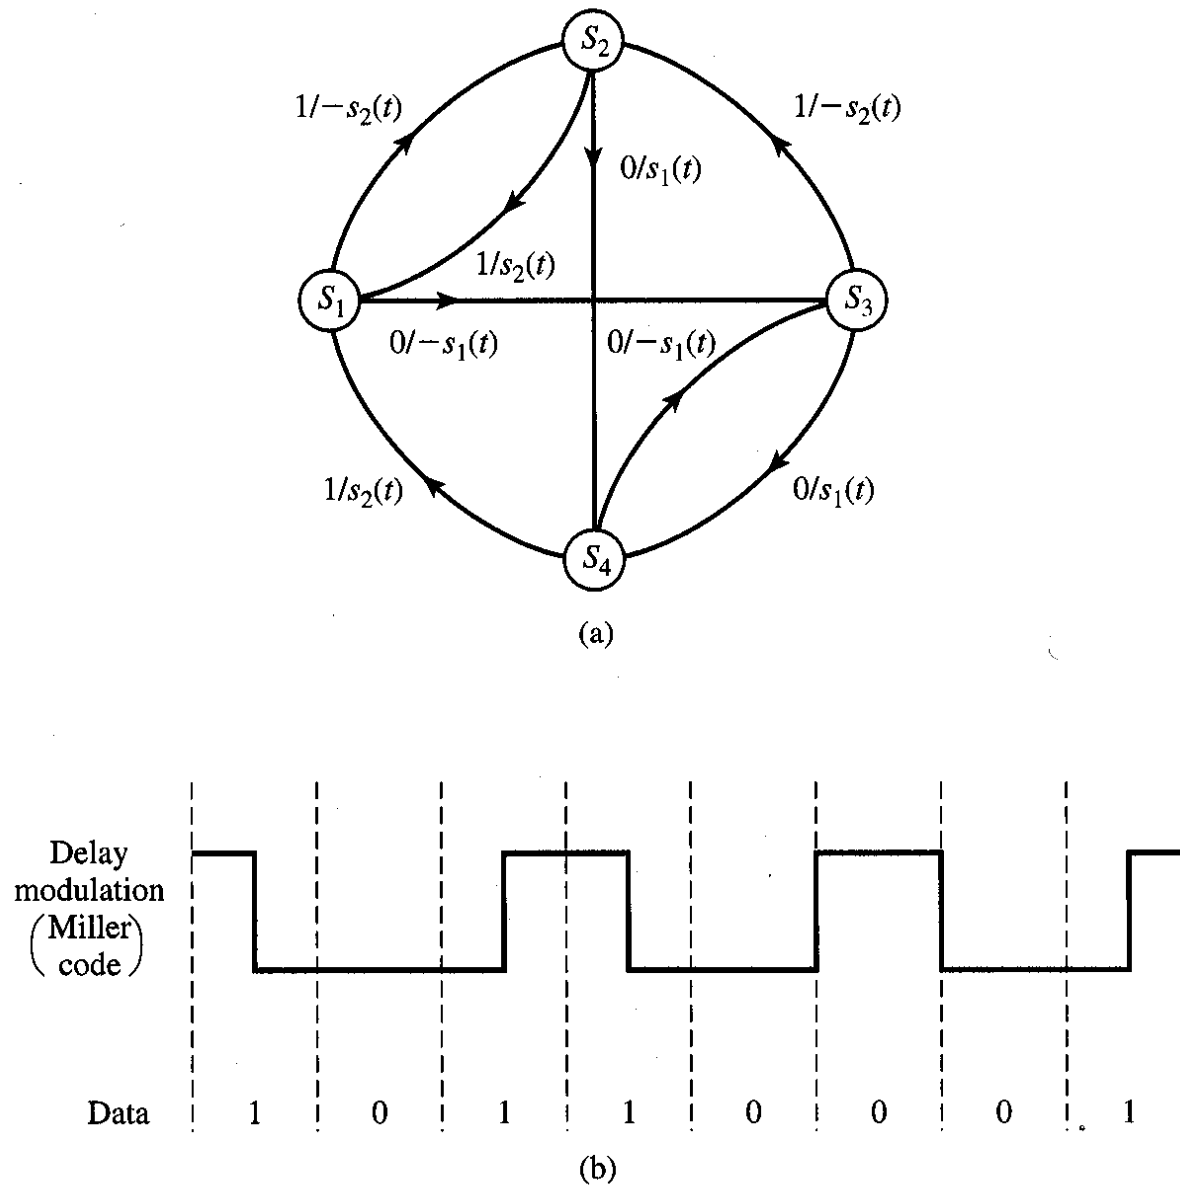 S₂
1/−s₂(t)
1/−s₂(t)
0/s₁(t)
1/s₂(t)
S₁
S₃
0/−s₁(t)
0/−s₁(t)
1/s₂(t)
0/s₁(t)
S₄
(a)
Delay
modulation
(Miller)
code
Data 1 0 1 1 0 0 0 1
(b)